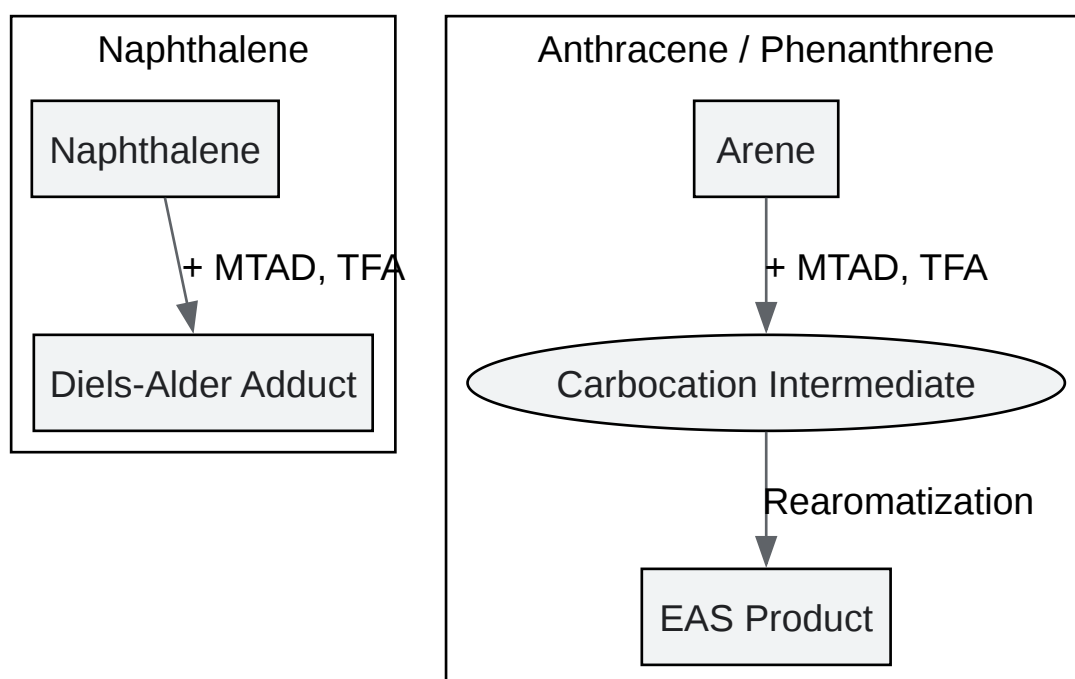 Naphthalene
Naphthalene
+ MTAD, TFA
Diels-Alder Adduct
Anthracene / Phenanthrene
Arene
+ MTAD, TFA
Carbocation Intermediate
Rearomatization
EAS Product